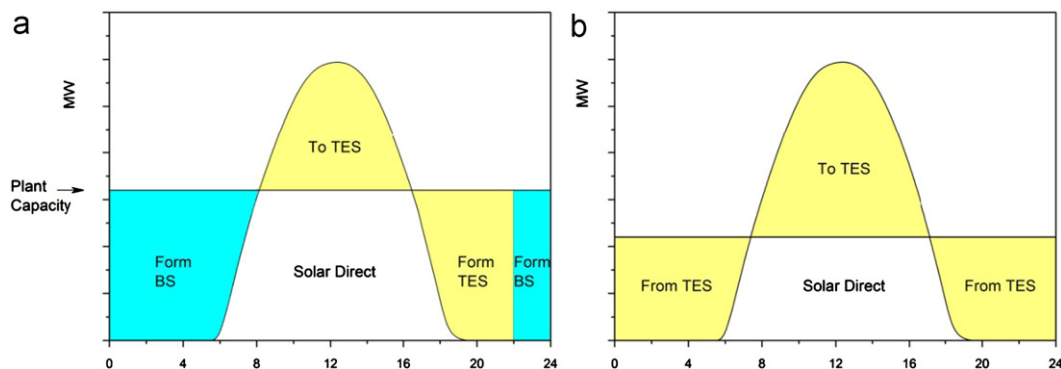 a
MW
Plant
Capacity
To TES
Form
BS
Solar Direct
Form
TES
Form
BS
0 4 8 12 16 20 24
b
MW
To TES
From TES
Solar Direct
From TES
0 4 8 12 16 20 24